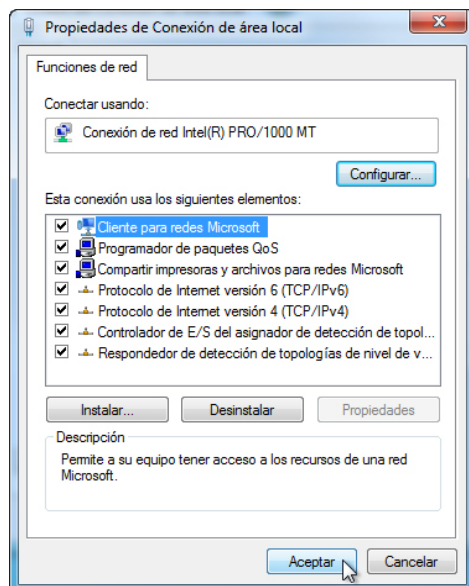 Propiedades de Conexión de área local
Funciones de red
Conectar usando:
Conexión de red Intel(R) PRO/1000 MT
Configurar...
Esta conexión usa los siguientes elementos:
Cliente para redes Microsoft
Programador de paquetes QoS
Compartir impresoras y archivos para redes Microsoft
Protocolo de Internet versión 6 (TCP/IPv6)
Protocolo de Internet versión 4 (TCP/IPv4)
Controlador de E/S del asignador de detección de topol...
Respondedor de detección de topologías de nivel de v...
Instalar... Desinstalar Propiedades
Descripción
Permite a su equipo tener acceso a los recursos de una red
Microsoft.
Aceptar Cancelar